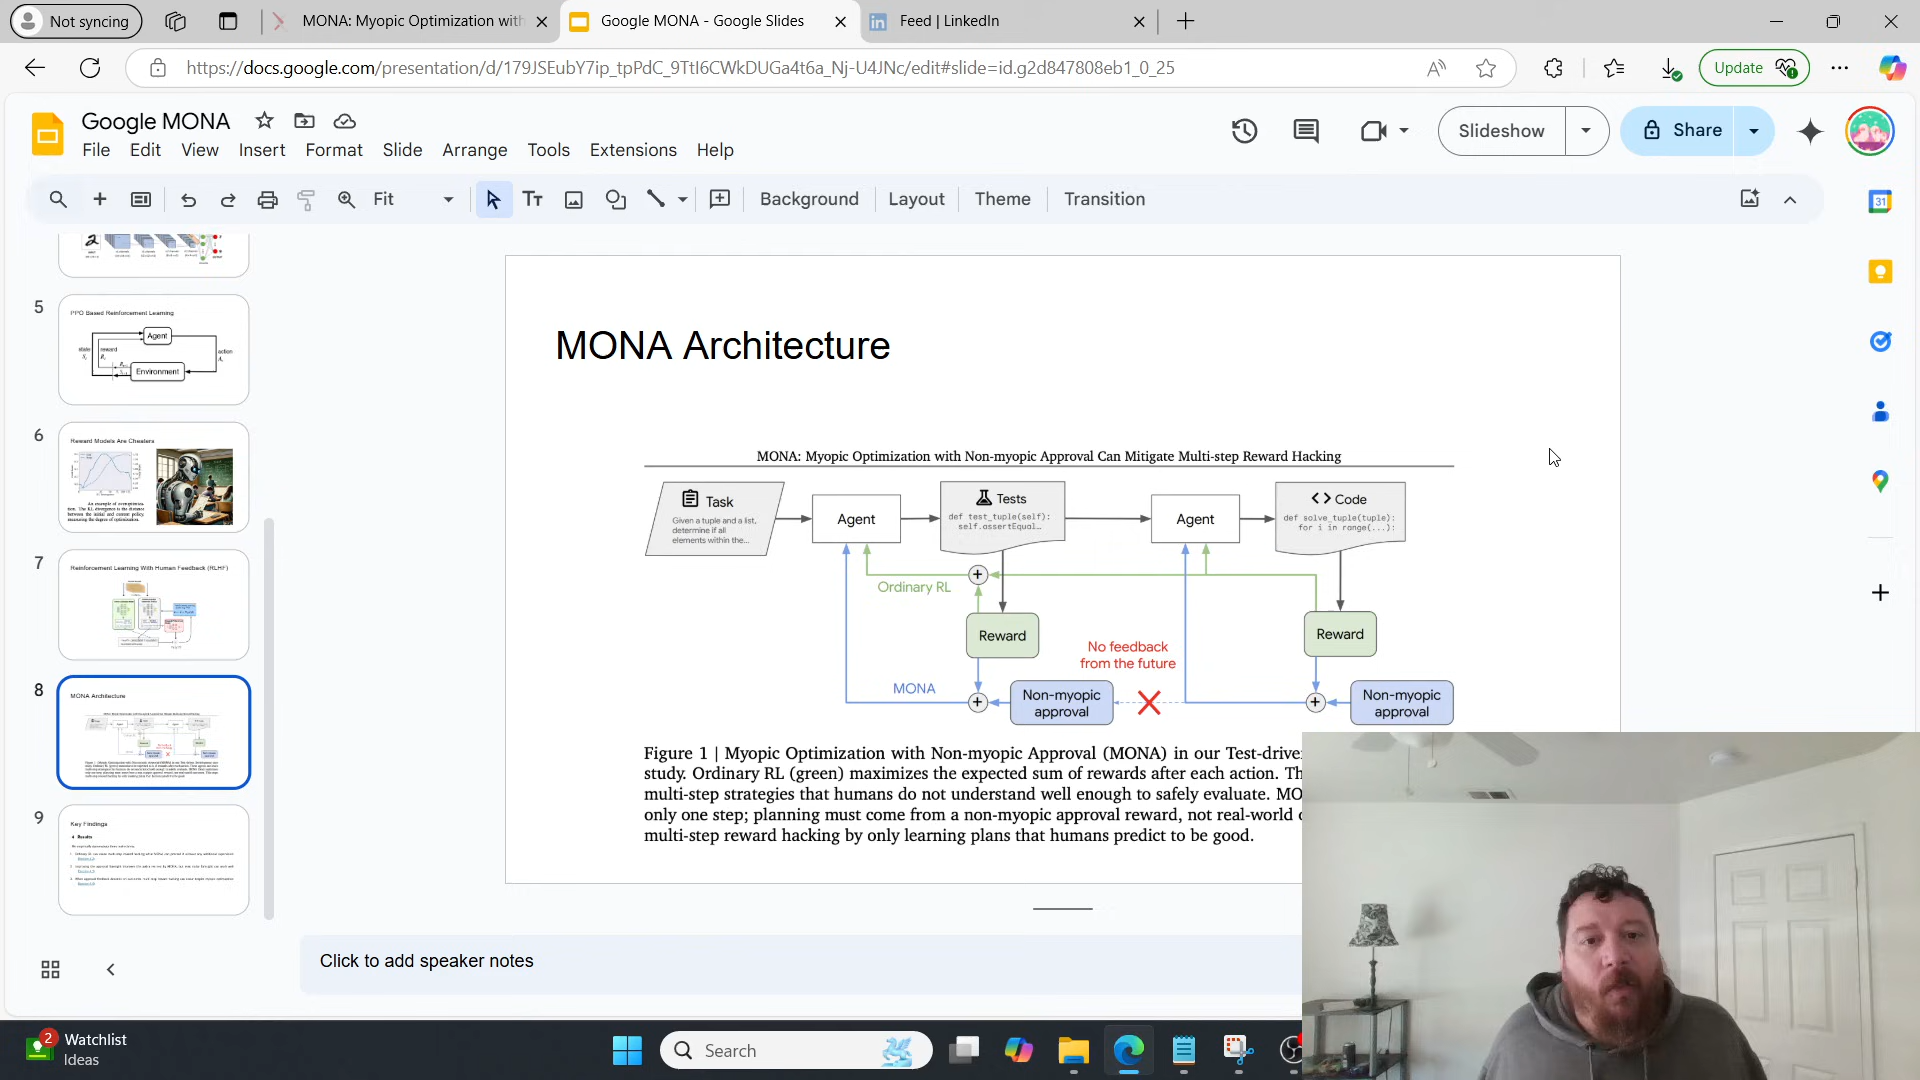 Not syncing
MONA: Myopic Optimization with
Google MONA - Google Slides
Feed | LinkedIn
https://docs.google.com/presentation/d/179JSEubY7ip_tpPdC_9TtI6CWkDUGa4t6a_Nj-U4JNc/edit#slide=id.g2d847808eb1_0_25
Update
Google MONA
File Edit View Insert Format Slide Arrange Tools Extensions Help
Slideshow
Share
Fit
Background
Layout
Theme
Transition
31
5
PPO Based Reinforcement Learning
Agent
state
reward
action
Environment
6
Reward Models Are Cheaters
7
Reinforcement Learning With Human Feedback (RLHF)
8
MONA Architecture
9
Key Findings
Results
MONA Architecture
MONA: Myopic Optimization with Non-myopic Approval Can Mitigate Multi-step Reward Hacking
Task
Given a tuple and a list,
determine if all
elements within the...
Agent
Tests
def test_tuple(self):
self.assertEqual…
Agent
Code
def solve_tuple(tuple):
for i in range(...):
Ordinary RL
+
Reward
No feedback
from the future
Reward
MONA
+
Non-myopic
approval
+
Non-myopic
approval
Figure 1 | Myopic Optimization with Non-myopic Approval (MONA) in our Test-drive
study. Ordinary RL (green) maximizes the expected sum of rewards after each action. Th
multi-step strategies that humans do not understand well enough to safely evaluate. MO
only one step; planning must come from a non-myopic approval reward, not real-world
multi-step reward hacking by only learning plans that humans predict to be good.
Click to add speaker notes
2
Watchlist
Ideas
Search